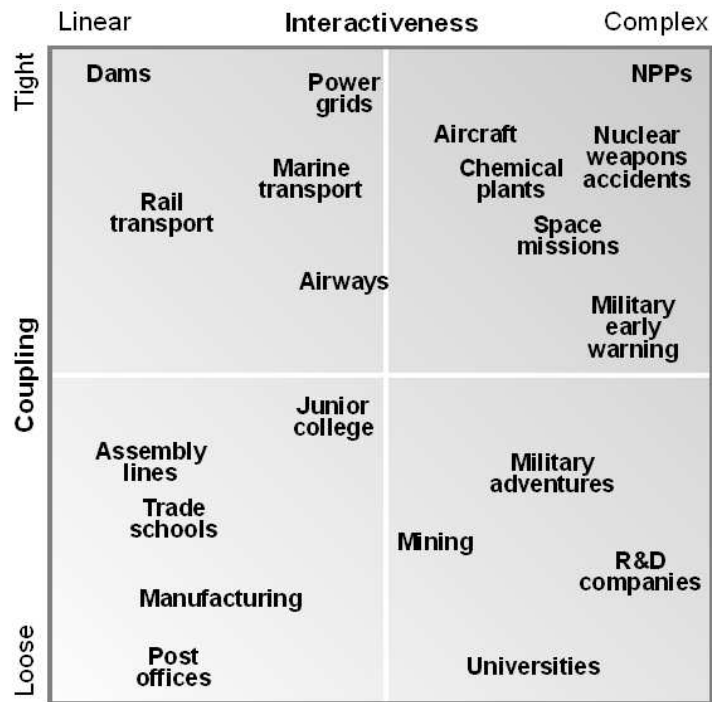 Linear Interactiveness Complex
Tight
Coupling
Loose
Dams
Power
grids
NPPs
Aircraft
Nuclear
weapons
accidents
Marine
transport
Chemical
plants
Rail
transport
Space
missions
Airways
Military
early
warning
Junior
college
Assembly
lines
Military
adventures
Trade
schools
Mining
R&D
companies
Manufacturing
Post
offices
Universities